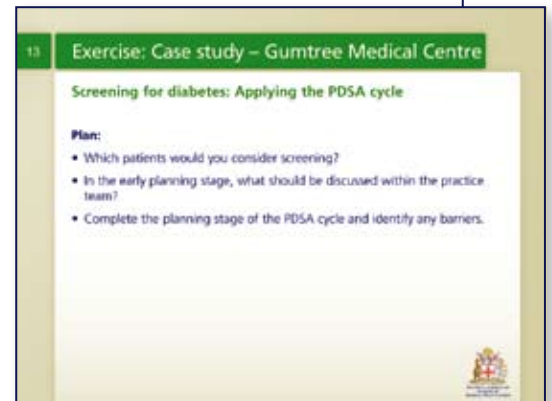 13
Exercise: Case study – Gumtree Medical Centre
Screening for diabetes: Applying the PDSA cycle
Plan:
• Which patients would you consider screening?
• In the early planning stage, what should be discussed within the practice
team?
• Complete the planning stage of the PDSA cycle and identify any barriers.